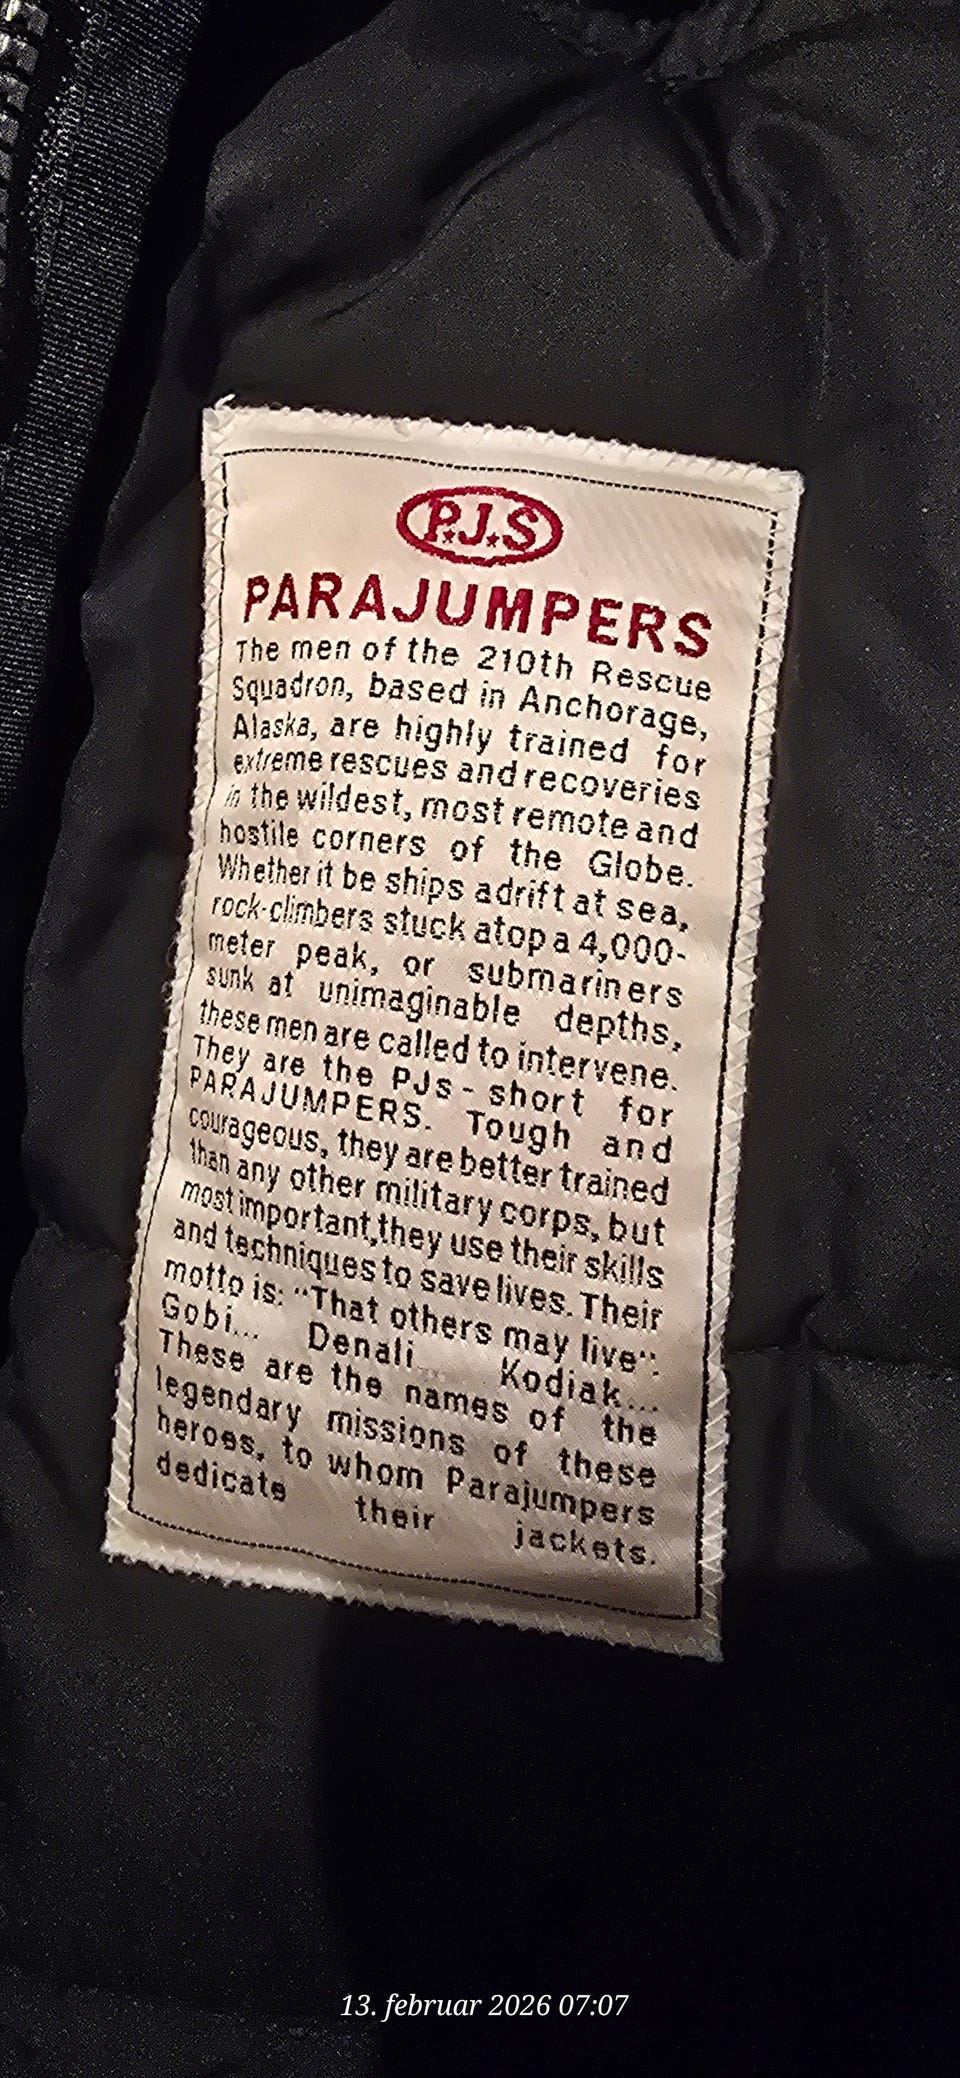 P.J.S
PARAJUMPERS
The men of the 210th Rescue
Squadron, based in Anchorage,
Alaska, are highly trained for
extreme rescues and recoveries
in the wildest, most remote and
hostile corners of the Globe.
Whether it be ships adrift at sea,
rock-climbers stuck atop a 4,000-
meter peak, or submariners
sunk at unimaginable depths,
these men are called to intervene.
They are the PJs - short for
PARAJUMPERS. Tough and
courageous, they are better trained
than any other military corps, but
most important,they use their skills
and techniques to save lives. Their
motto is: "That others may live".
Gobi... Denali... Kodiak...
These are the names of the
legendary missions of these
heroes, to whom Parajumpers
dedicate their jackets.
13. februar 2026 07:07